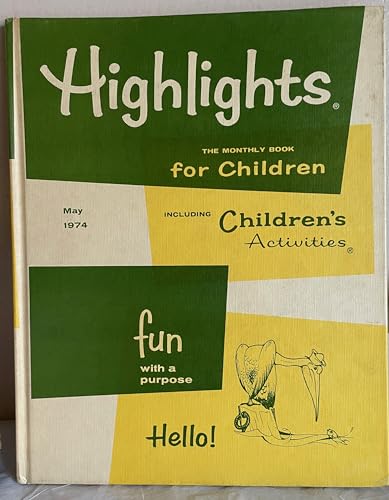 Highlights®
THE MONTHLY BOOK
for Children
May
1974
INCLUDING
Children's
Activities®
fun
with a
purpose
Hello!